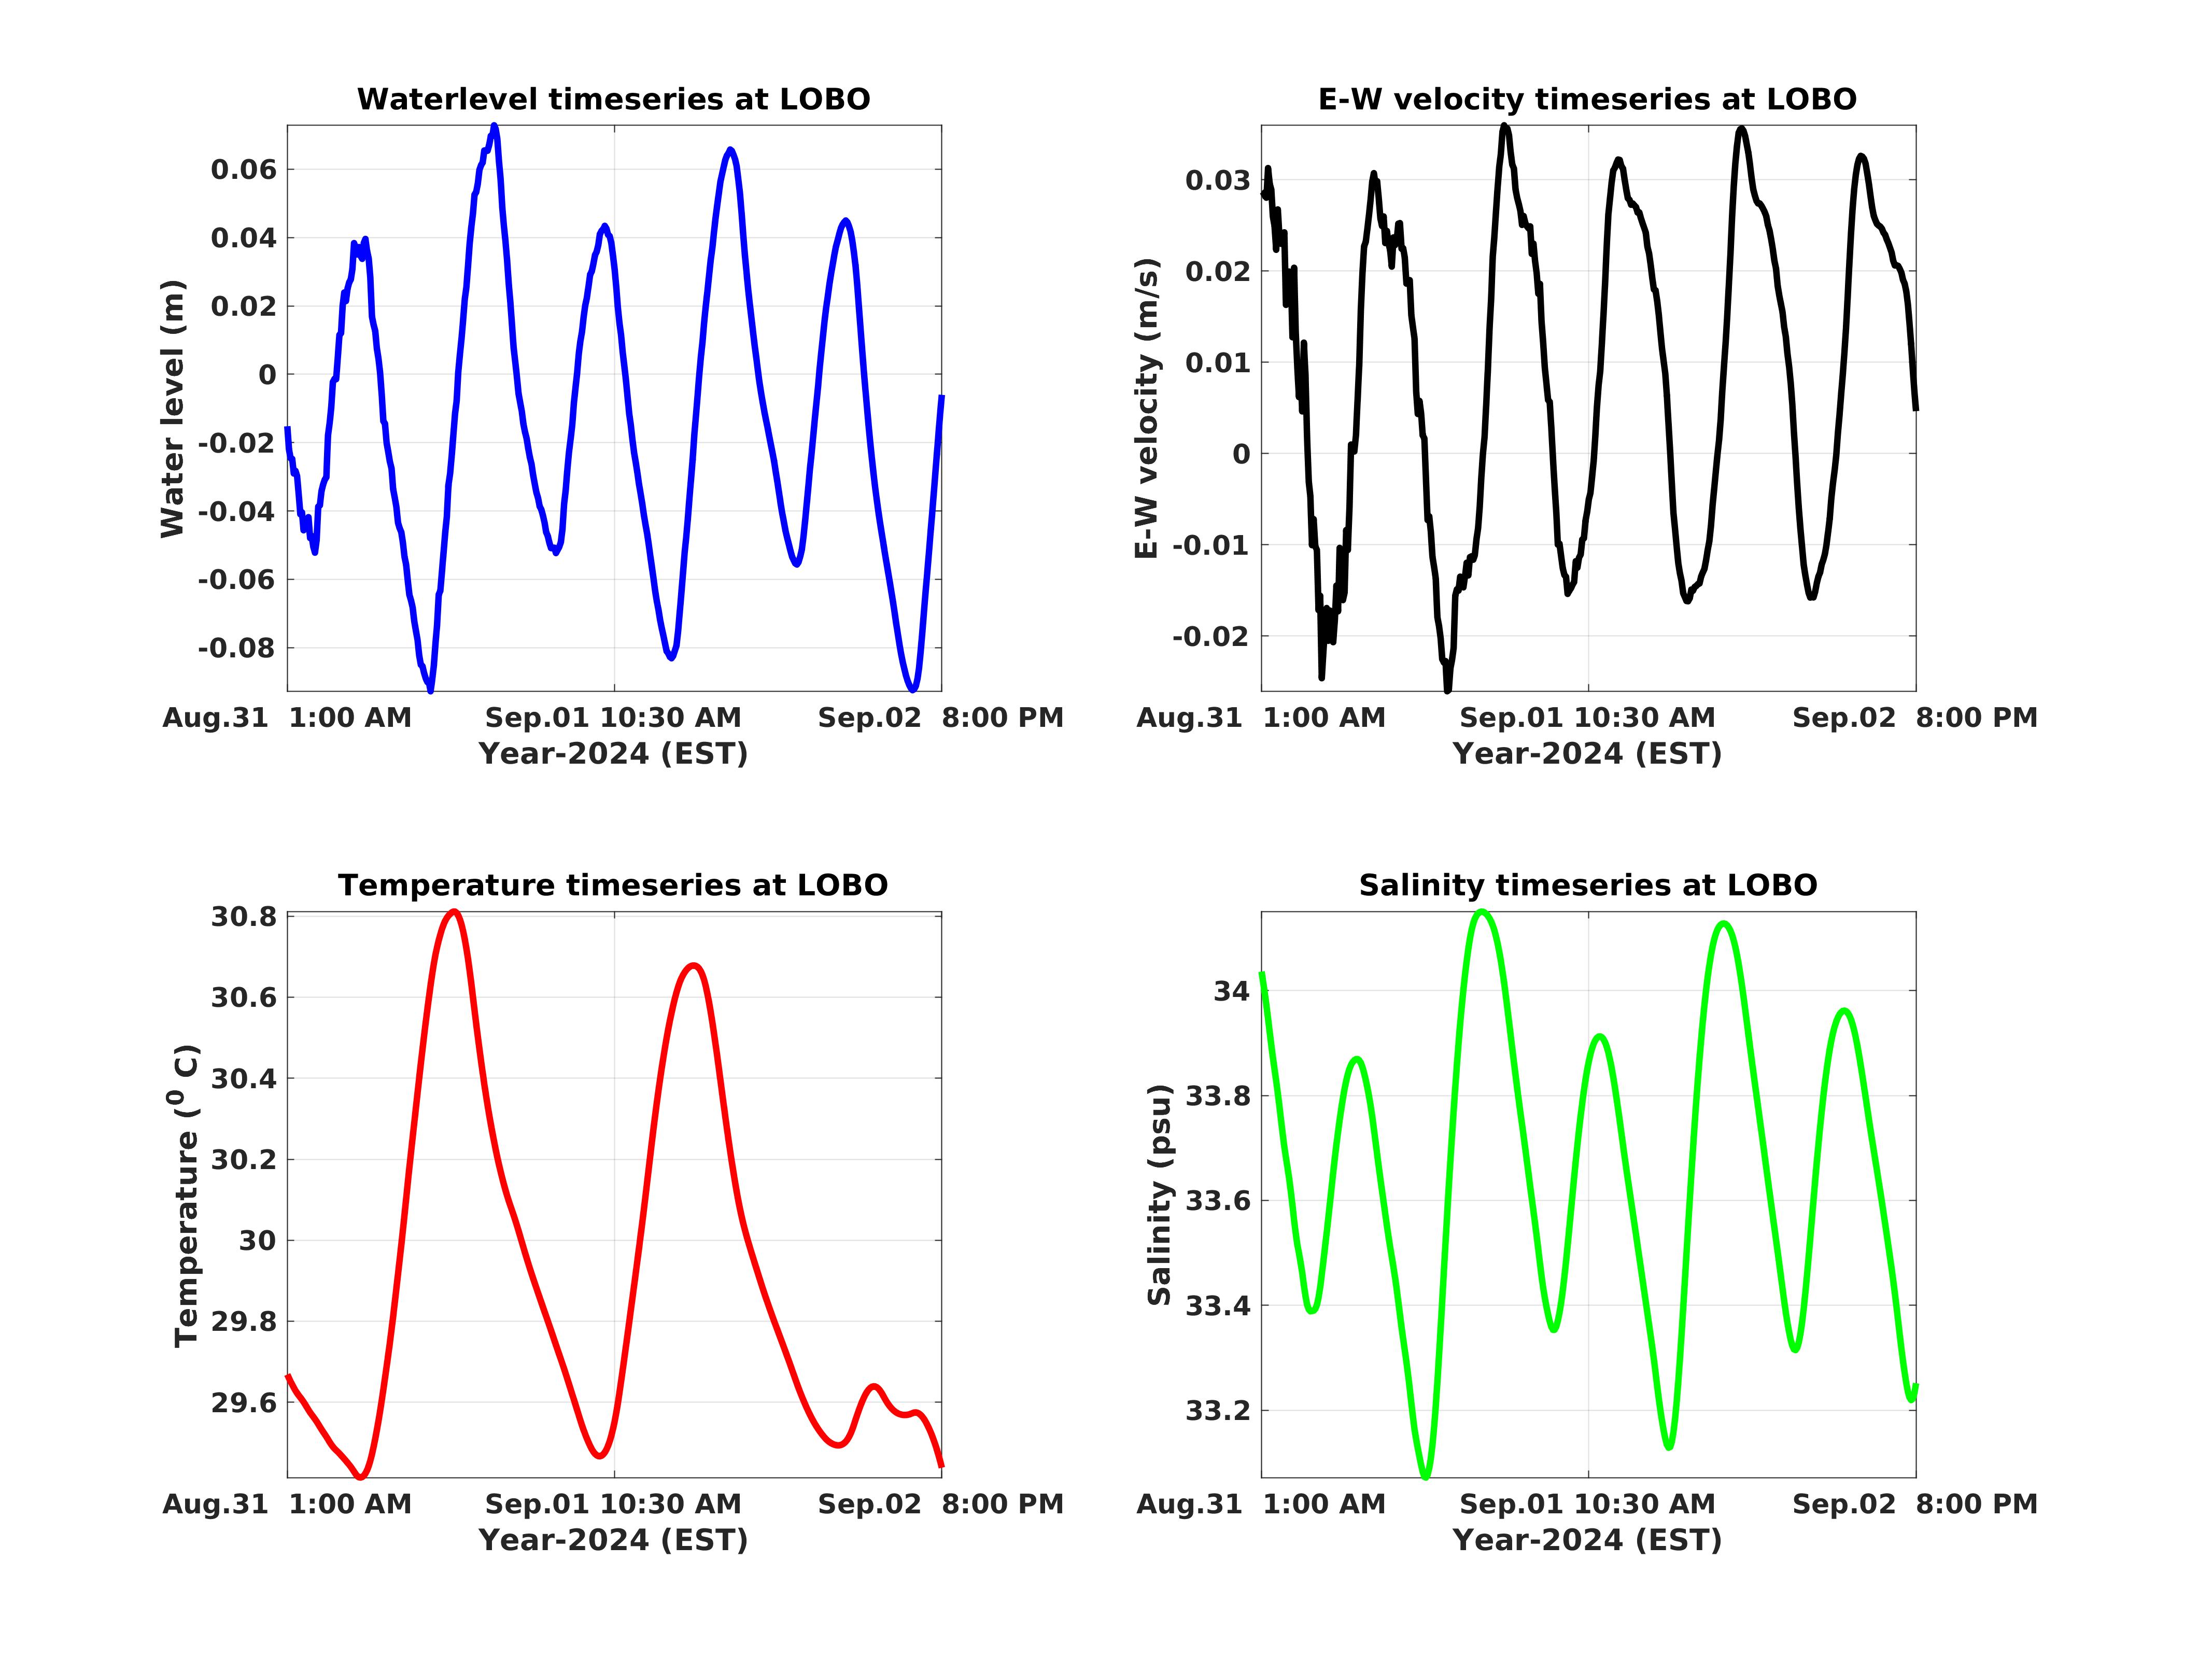 Waterlevel timeseries at LOBO
0.06
0.04
0.02
0
-0.02
-0.04
-0.06
-0.08
Water level (m)
Aug.31 1:00 AM Sep.01 10:30 AM Sep.02 8:00 PM
Year-2024 (EST)
E-W velocity timeseries at LOBO
0.03
0.02
0.01
0
-0.01
-0.02
E-W velocity (m/s)
Aug.31 1:00 AM Sep.01 10:30 AM Sep.02 8:00 PM
Year-2024 (EST)
Temperature timeseries at LOBO
30.8
30.6
30.4
30.2
30
29.8
29.6
Temperature (⁰ C)
Aug.31 1:00 AM Sep.01 10:30 AM Sep.02 8:00 PM
Year-2024 (EST)
Salinity timeseries at LOBO
34
33.8
33.6
33.4
33.2
Salinity (psu)
Aug.31 1:00 AM Sep.01 10:30 AM Sep.02 8:00 PM
Year-2024 (EST)